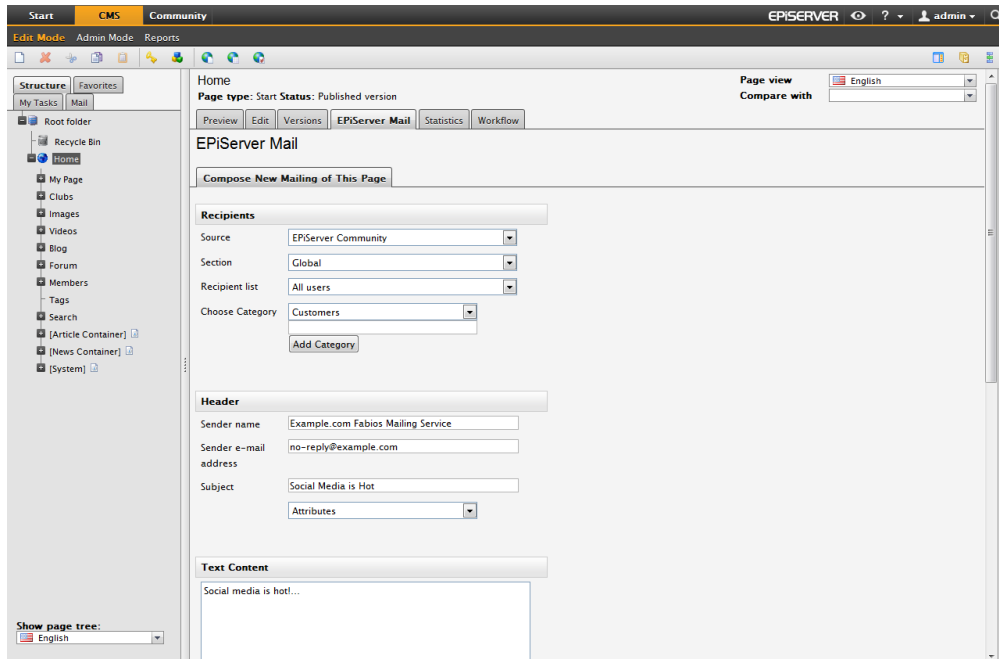 Start CMS Community EPiSERVER ? admin
Edit Mode Admin Mode Reports
Structure Favorites
My Tasks Mail
Root folder
Recycle Bin
Home
My Page
Clubs
Images
Videos
Blog
Forum
Members
Tags
Search
[Article Container]
[News Container]
[System]
Show page tree:
English
Home
Page type: Start Status: Published version
Page view English
Compare with
Preview Edit Versions EPiServer Mail Statistics Workflow
EPiServer Mail
Compose New Mailing of This Page
Recipients
Source EPiServer Community
Section Global
Recipient list All users
Choose Category Customers
Add Category
Header
Sender name Example.com Fabios Mailing Service
Sender e-mail no-reply@example.com
address
Subject Social Media is Hot
Attributes
Text Content
Social media is hot!...